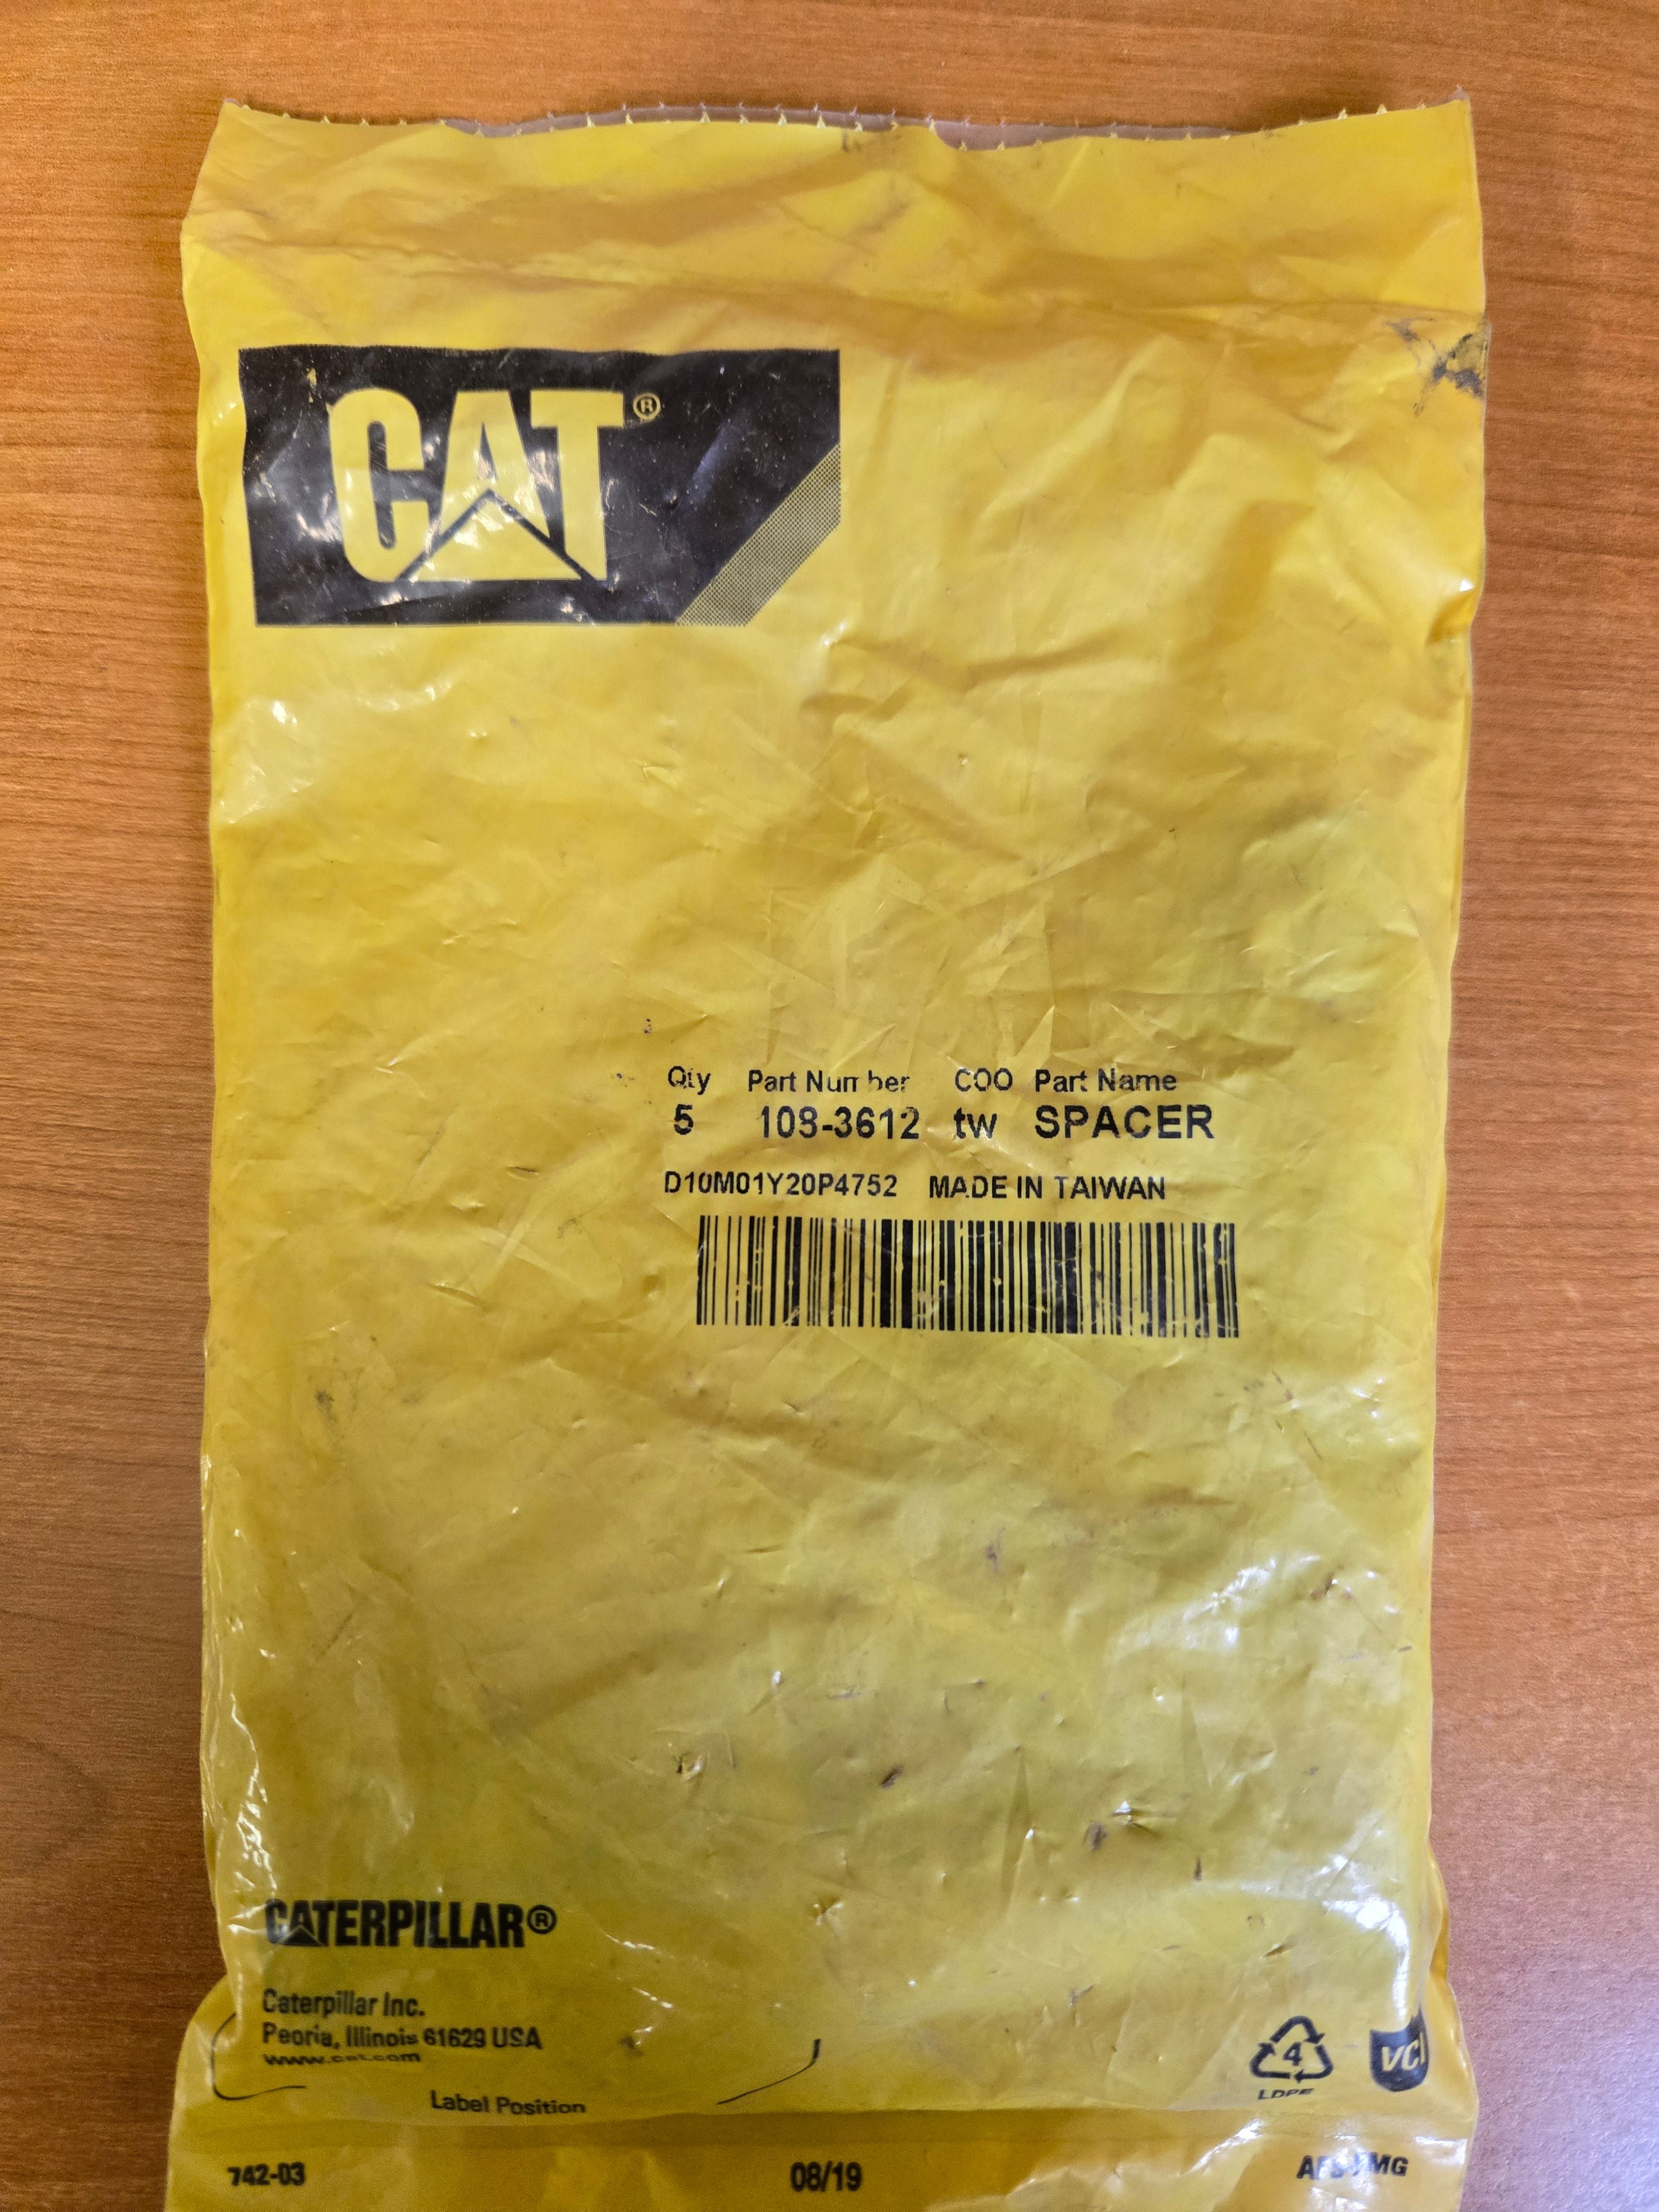 CAT®
Qty Part Number COO Part Name
5 108-3612 tw SPACER
D10M01Y20P4752 MADE IN TAIWAN
CATERPILLAR®
Caterpillar Inc.
Peoria, Illinois 61629 USA
www.cat.com
Label Position
4
LDPE
VCI
742-03 08/19